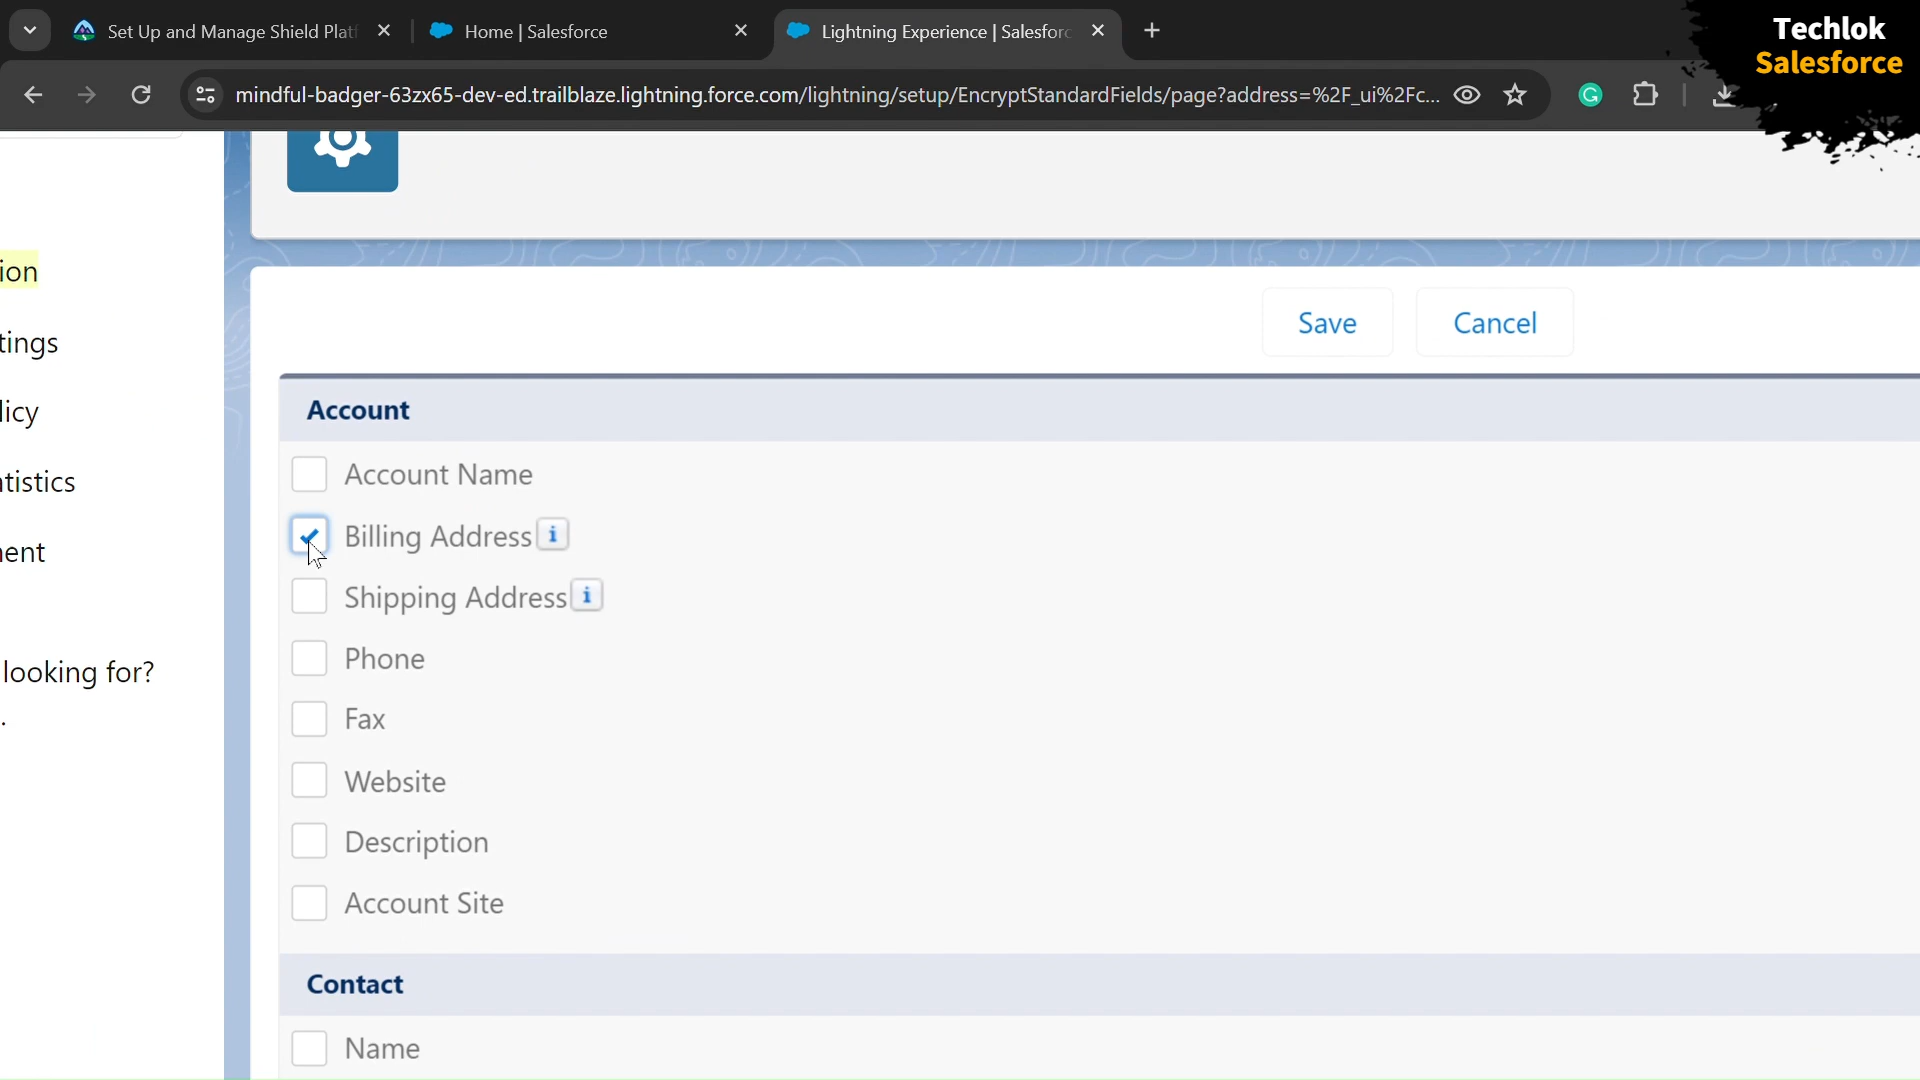 Set Up and Manage Shield Platf
Home | Salesforce
Lightning Experience | Salesforc
Techlok
Salesforce
mindful-badger-63zx65-dev-ed.trailblaze.lightning.force.com/lightning/setup/EncryptStandardFields/page?address=%2F_ui%2Fc...
ion
tings
licy
tistics
ent
looking for?
.
Save
Cancel
Account
Account Name
Billing Address i
Shipping Address i
Phone
Fax
Website
Description
Account Site
Contact
Name